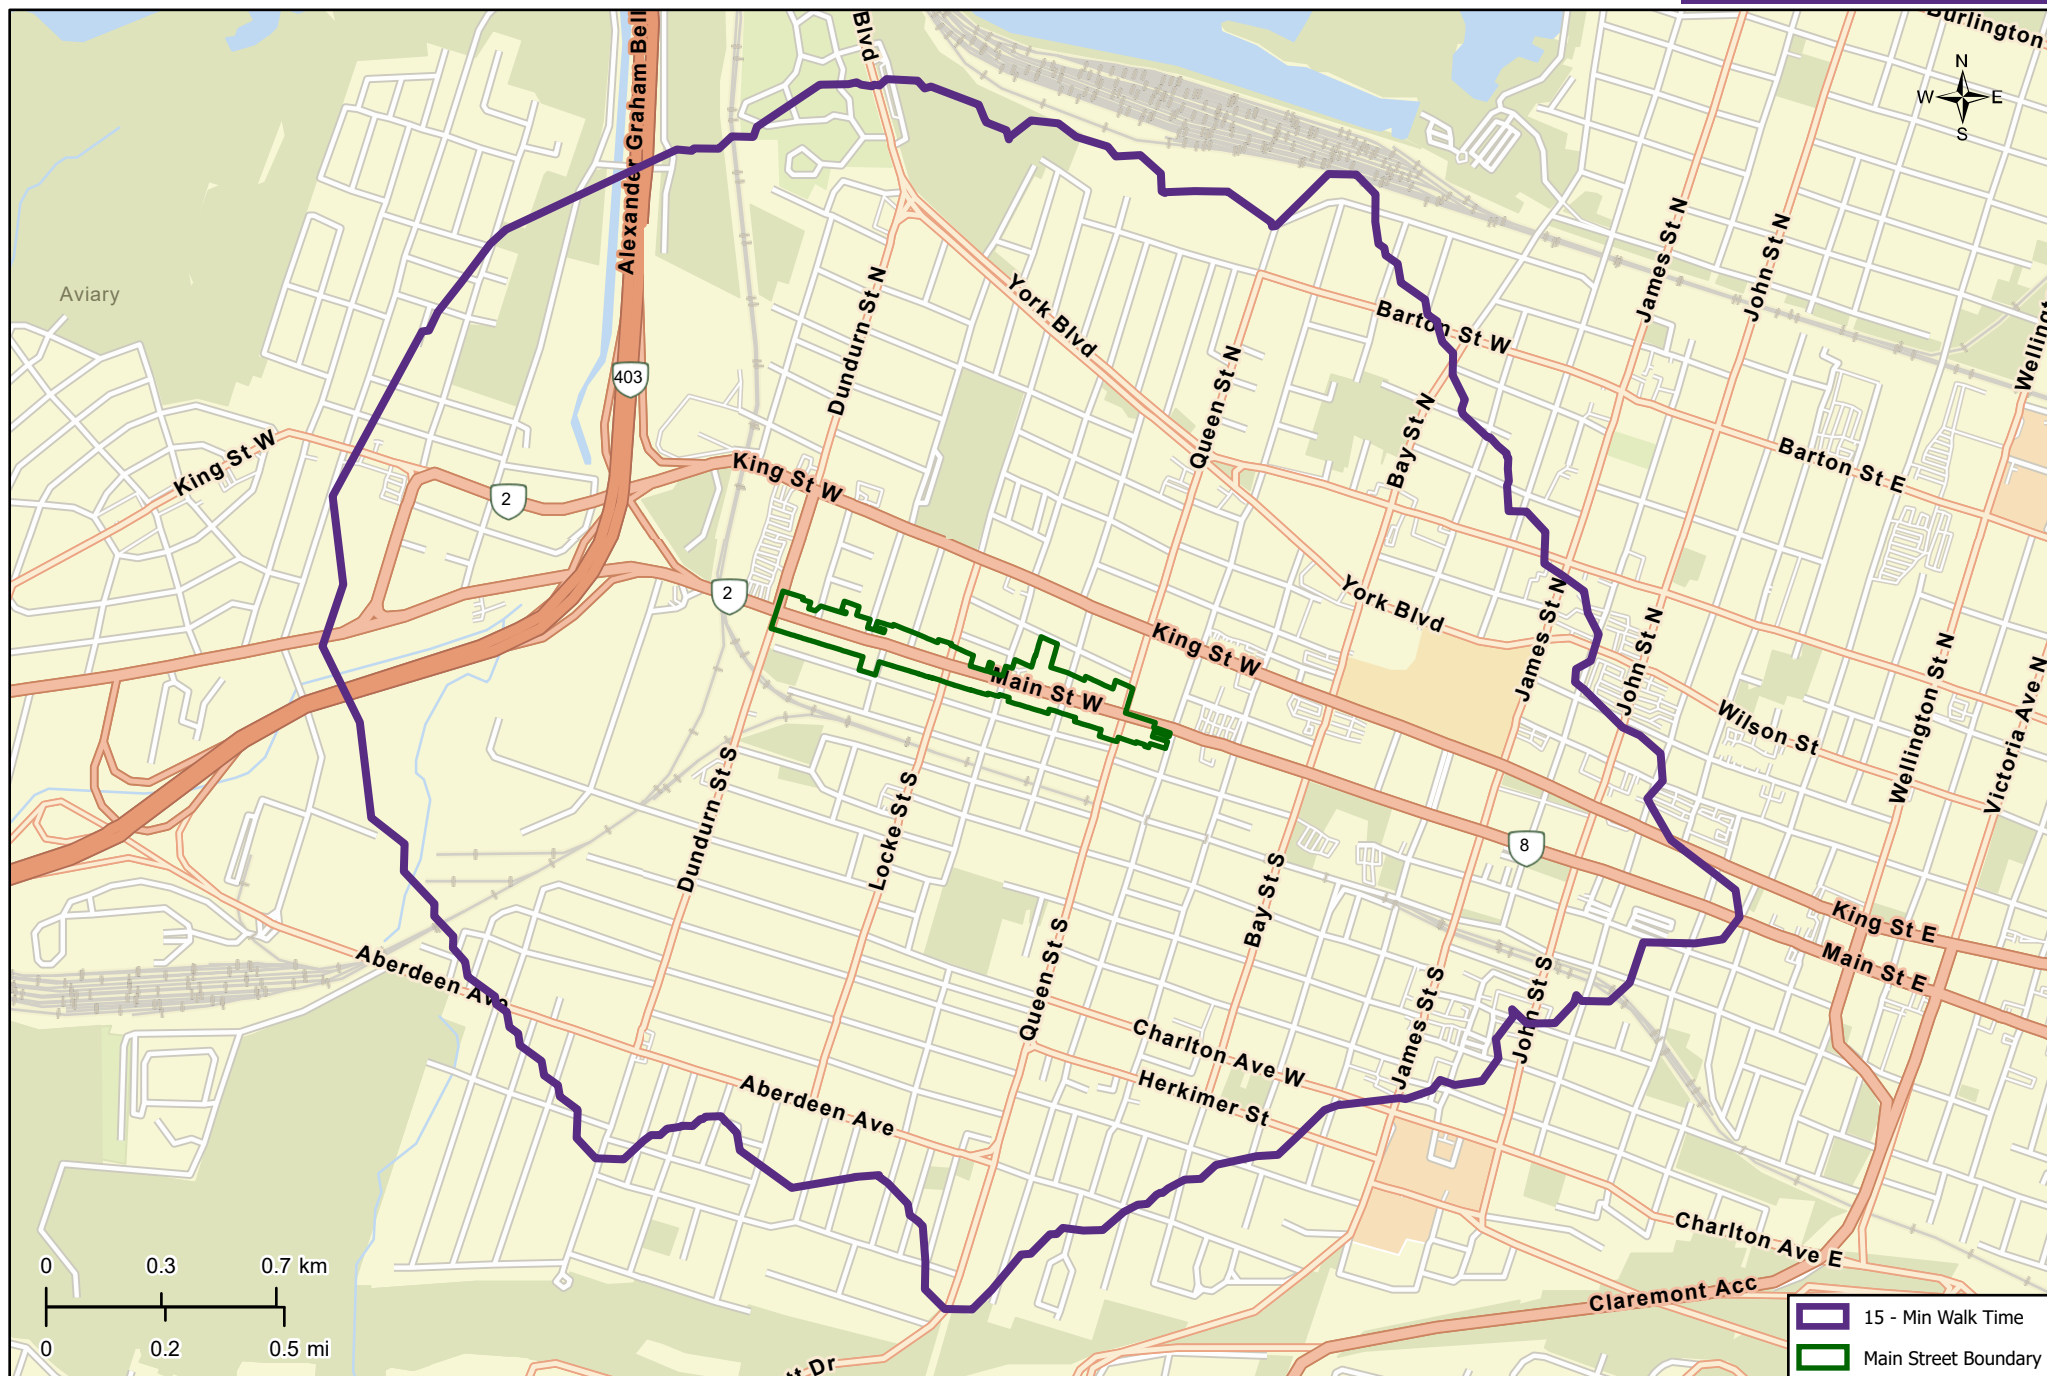 Burlington
Blvd
Alexander Graham Bell
N
W E
S
James St N
John St N
Aviary
Dundurn St N
York Blvd
Barton St W
Wellingt
403
Queen St N
Bay St N
King St W
King St W
Barton St E
2
2
York Blvd
James St N
John St N
King St W
Main St W
Wellington St N
Victoria Ave N
Wilson St
Dundurn St S
Locke St S
8
Bay St S
King St E
Main St E
Aberdeen Ave
Queen St S
James St S
John St S
Charlton Ave W
Herkimer St
Aberdeen Ave
Charlton Ave E
Claremont Acc
tt Dr
0 0.3 0.7 km
0 0.2 0.5 mi
15 - Min Walk Time
Main Street Boundary